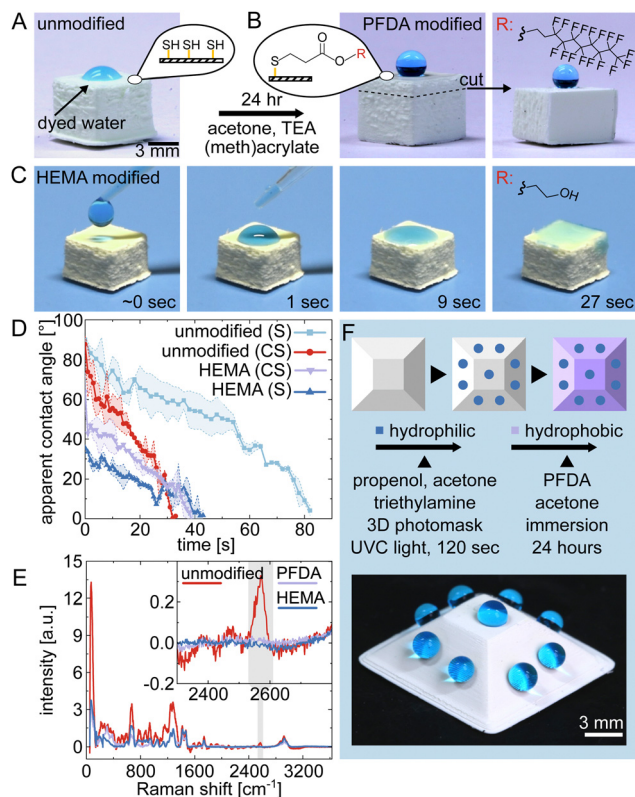 A
unmodified
SH
SH
SH
dyed water
3 mm
24 hr
acetone, TEA
(meth)acrylate
B
S
O
O
R
PFDA modified
cut
R:
F F F F F F F F
F
F
F F F F F F F
C
HEMA modified
~0 sec
1 sec
9 sec
R:
OH
27 sec
D
apparent contact angle [°]
100
80
60
40
20
0
unmodified (S)
unmodified (CS)
HEMA (CS)
HEMA (S)
0 20 40 60 80
time [s]
E
intensity [a.u.]
15
12
9
6
3
0
unmodified
PFDA
HEMA
0.3
0.0
-0.2
2400 2600
0 1200 2400 3600
Raman shift [cm⁻¹]
F
hydrophilic
propenol, acetone
triethylamine
3D photomask
UVC light, 120 sec
hydrophobic
PFDA
acetone
immersion
24 hours
3 mm